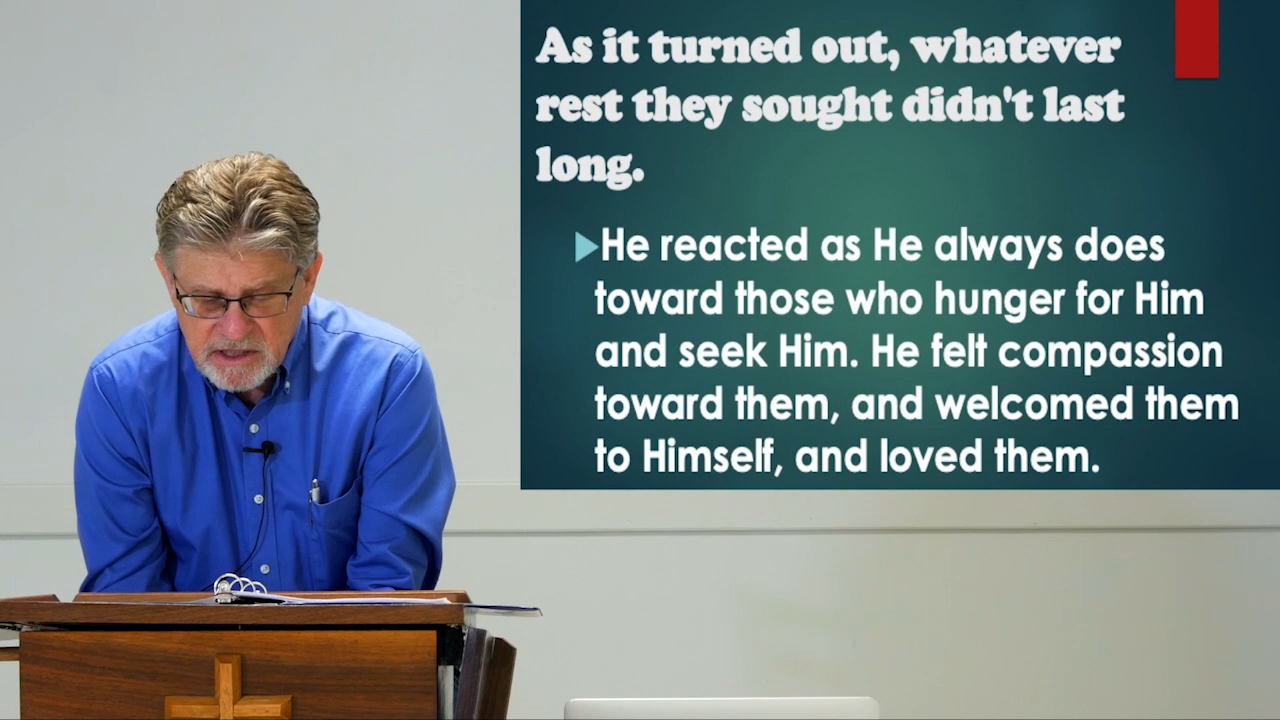 As it turned out, whatever
rest they sought didn't last
long.
He reacted as He always does
toward those who hunger for Him
and seek Him. He felt compassion
toward them, and welcomed them
to Himself, and loved them.